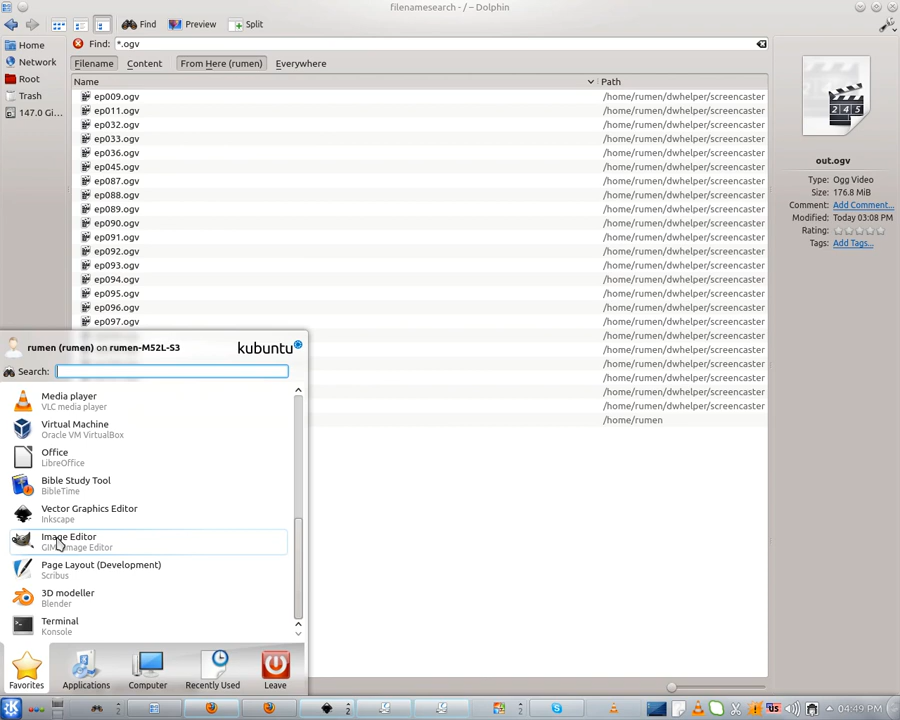 filenamesearch - / – Dolphin
Find Preview Split
Home
Network
Root
Trash
147.0 Gi...
Find: *.ogv
Filename Content From Here (rumen) Everywhere
Name Path
ep009.ogv /home/rumen/dwhelper/screencaster
ep011.ogv /home/rumen/dwhelper/screencaster
ep032.ogv /home/rumen/dwhelper/screencaster
ep033.ogv /home/rumen/dwhelper/screencaster
ep036.ogv /home/rumen/dwhelper/screencaster
ep045.ogv /home/rumen/dwhelper/screencaster
ep087.ogv /home/rumen/dwhelper/screencaster
ep088.ogv /home/rumen/dwhelper/screencaster
ep089.ogv /home/rumen/dwhelper/screencaster
ep090.ogv /home/rumen/dwhelper/screencaster
ep091.ogv /home/rumen/dwhelper/screencaster
ep092.ogv /home/rumen/dwhelper/screencaster
ep093.ogv /home/rumen/dwhelper/screencaster
ep094.ogv /home/rumen/dwhelper/screencaster
ep095.ogv /home/rumen/dwhelper/screencaster
ep096.ogv /home/rumen/dwhelper/screencaster
ep097.ogv /home/rumen/dwhelper/screencaster
/home/rumen/dwhelper/screencaster
/home/rumen/dwhelper/screencaster
/home/rumen/dwhelper/screencaster
/home/rumen/dwhelper/screencaster
/home/rumen/dwhelper/screencaster
/home/rumen/dwhelper/screencaster
/home/rumen
2 4 5
out.ogv
Type: Ogg Video
Size: 176.8 MiB
Comment: Add Comment...
Modified: Today 03:08 PM
Rating:
Tags: Add Tags...
rumen (rumen) on rumen-M52L-S3 kubuntu
Search:
Media player
VLC media player
Virtual Machine
Oracle VM VirtualBox
Office
LibreOffice
Bible Study Tool
BibleTime
Vector Graphics Editor
Inkscape
Image Editor
GIMP Image Editor
Page Layout (Development)
Scribus
3D modeller
Blender
Terminal
Konsole
Favorites Applications Computer Recently Used Leave
2 2 2 us 04:49 PM